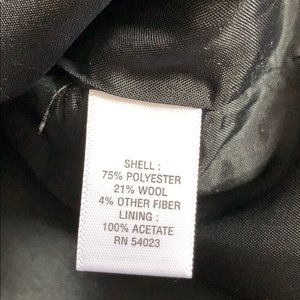 SHELL :
75% POLYESTER
21% WOOL
4% OTHER FIBER
LINING :
100% ACETATE
RN 54023